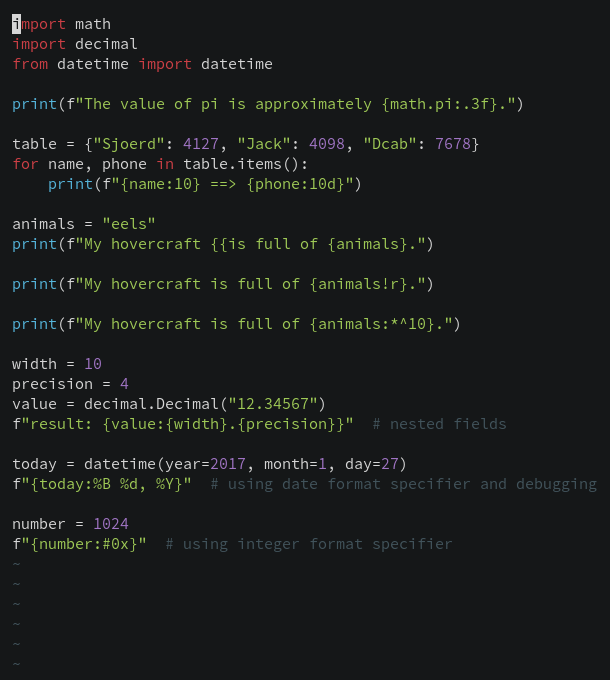 import math
import decimal
from datetime import datetime

print(f"The value of pi is approximately {math.pi:.3f}.")

table = {"Sjoerd": 4127, "Jack": 4098, "Dcab": 7678}
for name, phone in table.items():
    print(f"{name:10} ==> {phone:10d}")

animals = "eels"
print(f"My hovercraft {{is full of {animals}.")

print(f"My hovercraft is full of {animals!r}.")

print(f"My hovercraft is full of {animals:*^10}.")

width = 10
precision = 4
value = decimal.Decimal("12.34567")
f"result: {value:{width}.{precision}}"  # nested fields

today = datetime(year=2017, month=1, day=27)
f"{today:%B %d, %Y}"  # using date format specifier and debugging

number = 1024
f"{number:#0x}"  # using integer format specifier
~
~
~
~
~
~